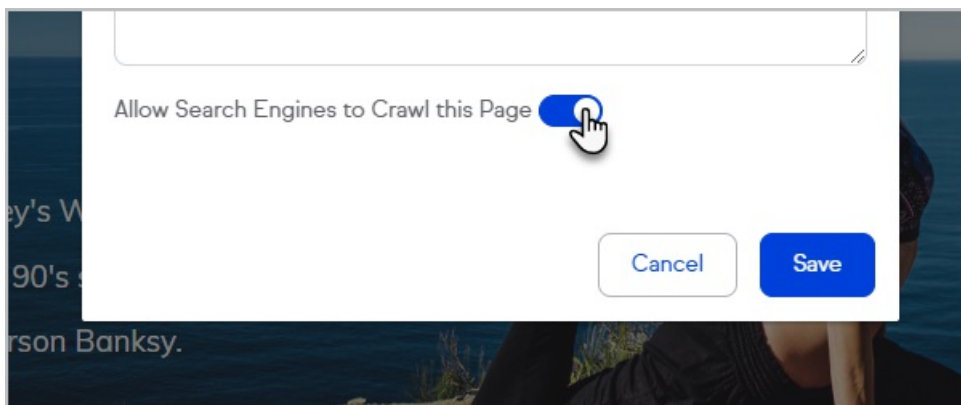 Allow Search Engines to Crawl this Page
Cancel
Save
ey's W
90's s
rson Banksy.